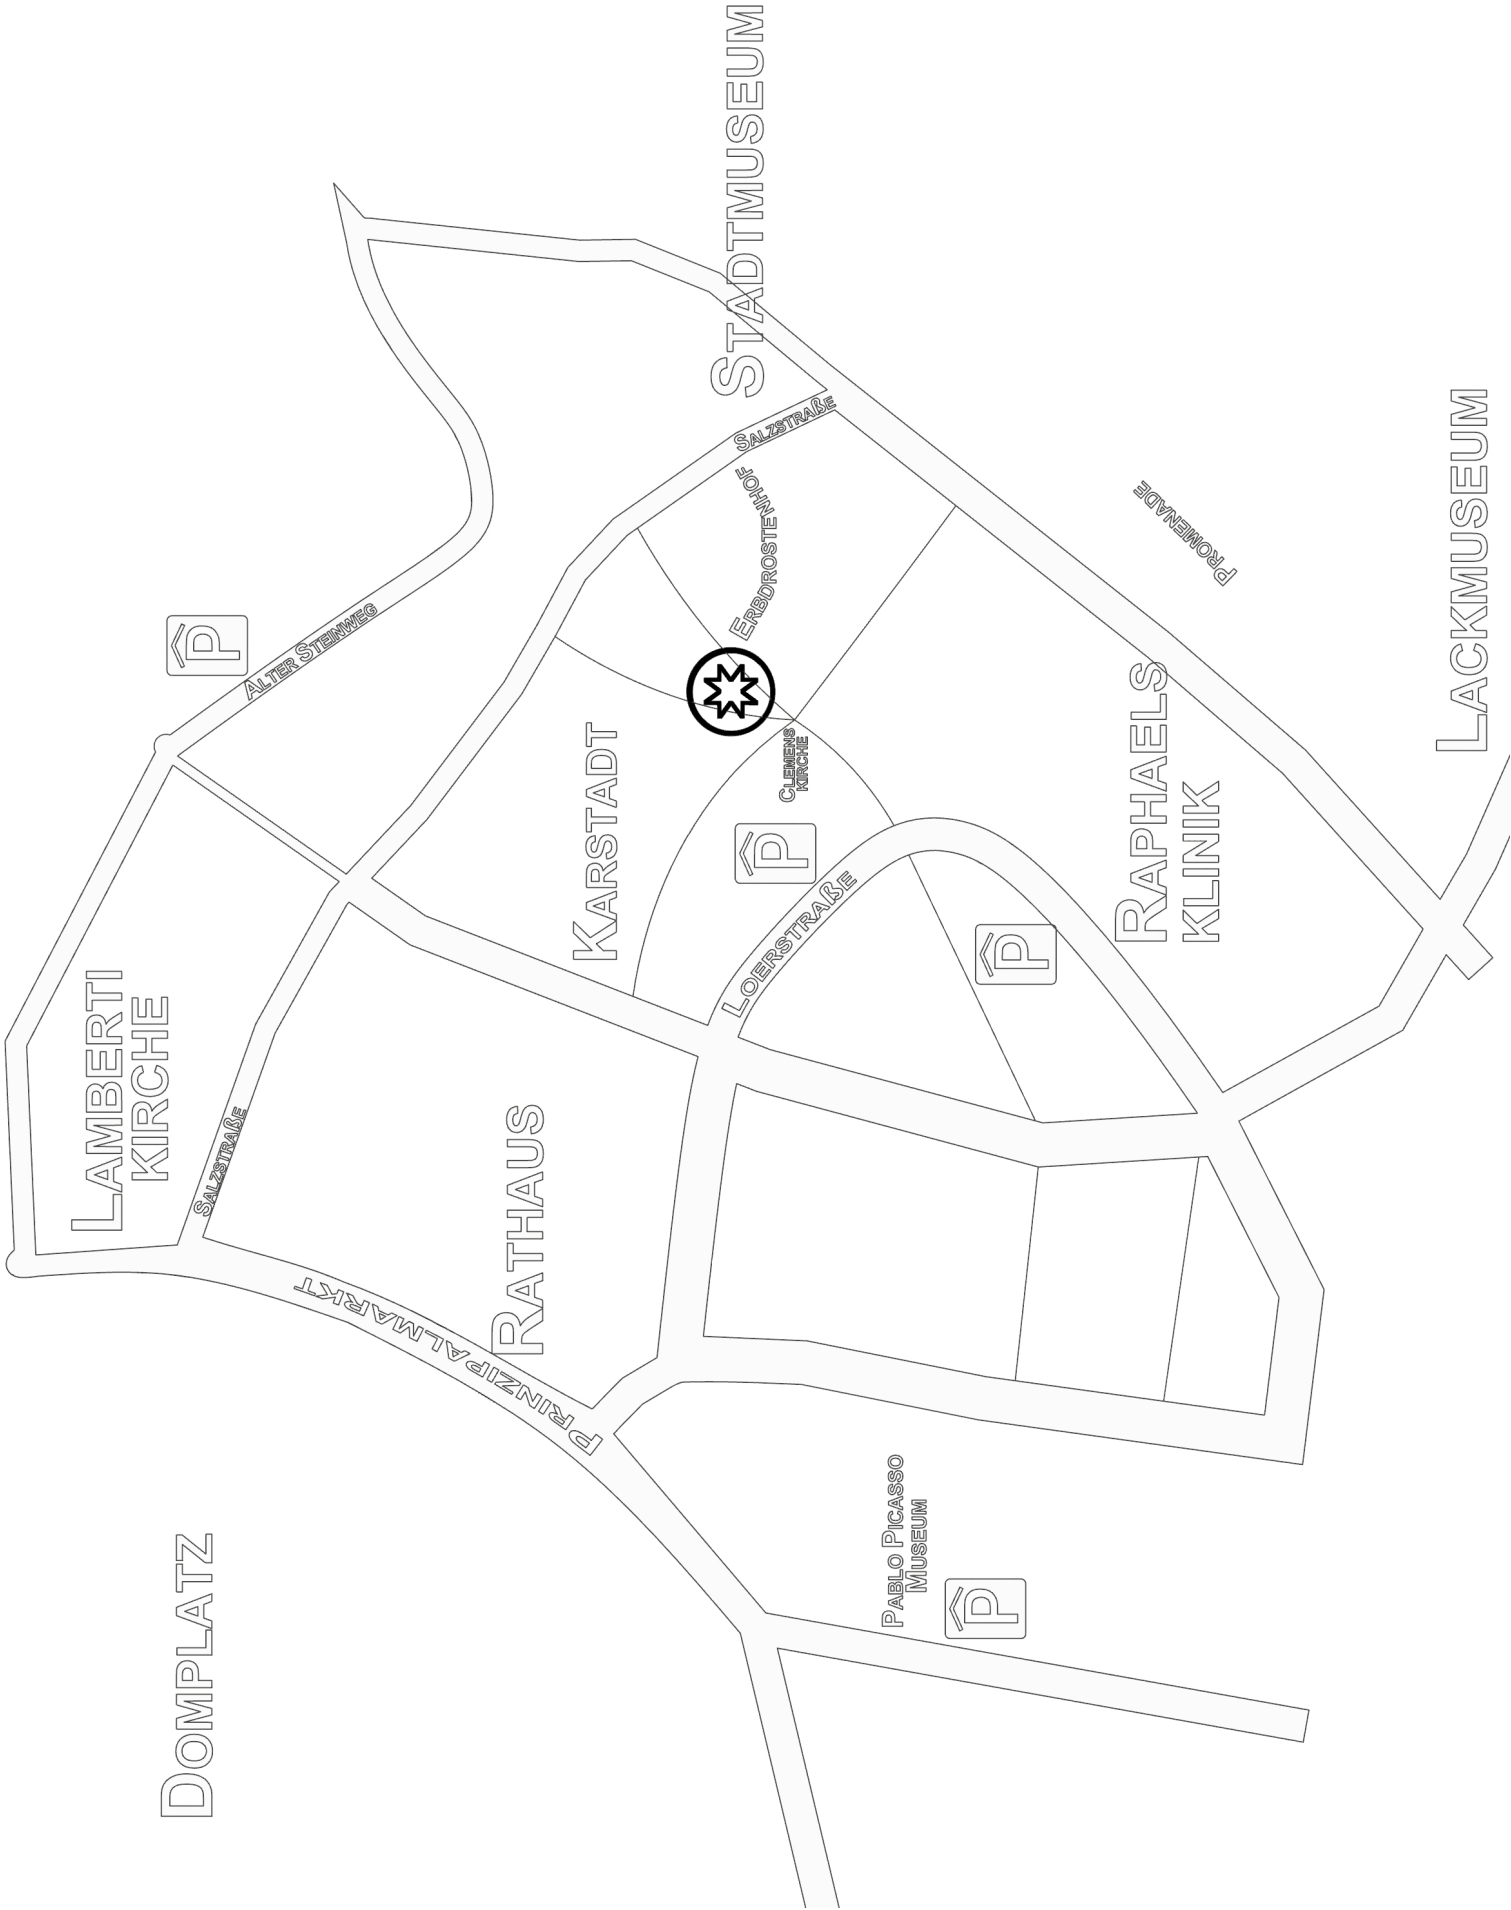 LAMBERTI
KIRCHE
DOMPLATZ
P
SALZSTRAßE
ALTER STEINWEG
PRINZIPALMARKT
RATHAUS
KARSTADT
STADTMUSEUM
SALZSTRAßE
ERBDROSTENHOF
CLEMENS
KIRCHE
P
LOERSTRAßE
PABLO PICASSO
MUSEUM
P
P
RAPHAELS
KLINIK
PROMENADE
LACKMUSEUM